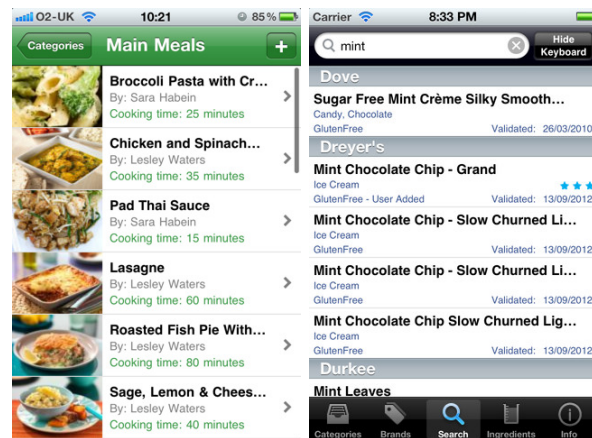 O2-UK 10:21 85%
Categories Main Meals +
Broccoli Pasta with Cr...
By: Sara Habein
Cooking time: 25 minutes
Chicken and Spinach...
By: Lesley Waters
Cooking time: 35 minutes
Pad Thai Sauce
By: Sara Habein
Cooking time: 15 minutes
Lasagne
By: Lesley Waters
Cooking time: 60 minutes
Roasted Fish Pie With...
By: Lesley Waters
Cooking time: 80 minutes
Sage, Lemon & Chees...
By: Lesley Waters
Cooking time: 40 minutes
Carrier 8:33 PM
mint Hide
Keyboard
Dove
Sugar Free Mint Crème Silky Smooth...
Candy, Chocolate
GlutenFree Validated: 26/03/2010
Dreyer's
Mint Chocolate Chip - Grand
Ice Cream
GlutenFree - User Added Validated: 13/09/2012
Mint Chocolate Chip - Slow Churned Li...
Ice Cream
GlutenFree Validated: 13/09/2012
Mint Chocolate Chip - Slow Churned Li...
Ice Cream
GlutenFree Validated: 13/09/2012
Mint Chocolate Chip Slow Churned Lig...
Ice Cream
GlutenFree Validated: 13/09/2012
Durkee
Mint Leaves
Categories Brands Search Ingredients Info